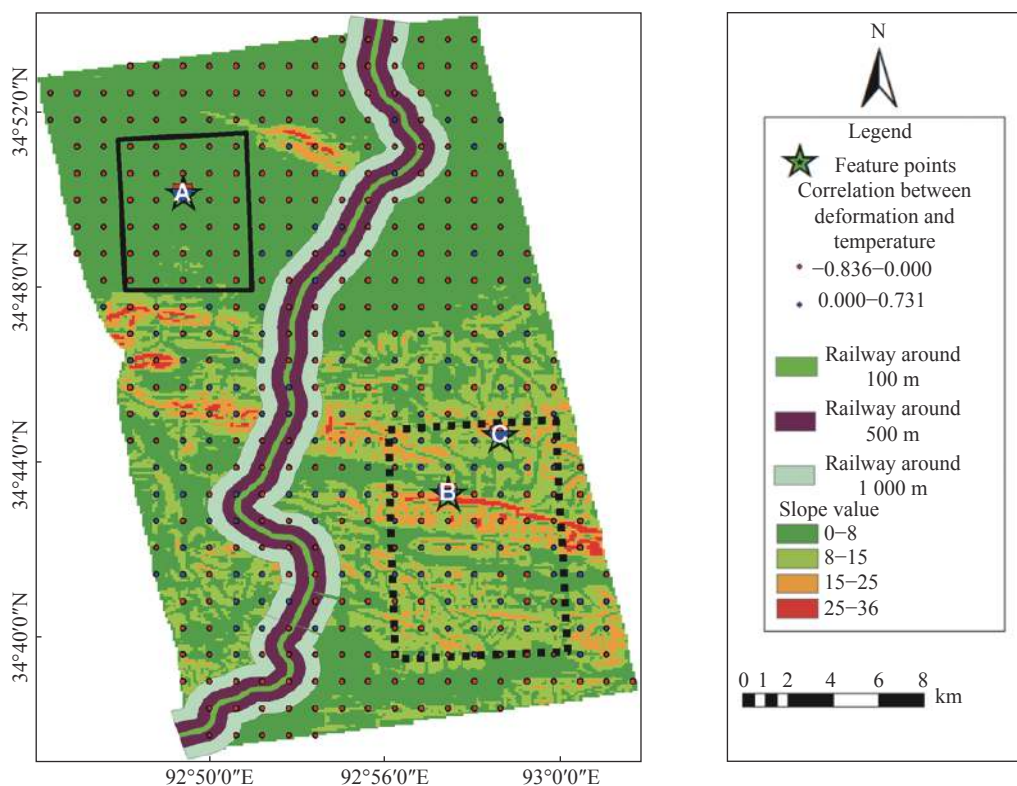 34°52′0″N
34°48′0″N
34°44′0″N
34°40′0″N
A
C
B
92°50′0″E
92°56′0″E
93°0′0″E
N
Legend
Feature points
Correlation between
deformation and
temperature
−0.836−0.000
0.000−0.731
Railway around
100 m
Railway around
500 m
Railway around
1 000 m
Slope value
0−8
8−15
15−25
25−36
0 1 2 4 6 8 km